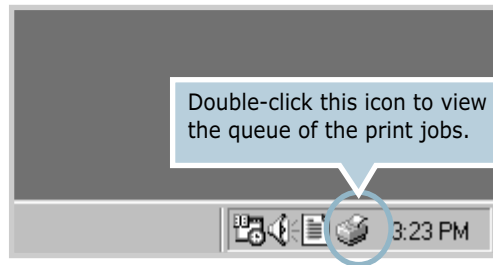 Double-click this icon to view
the queue of the print jobs.
3:23 PM